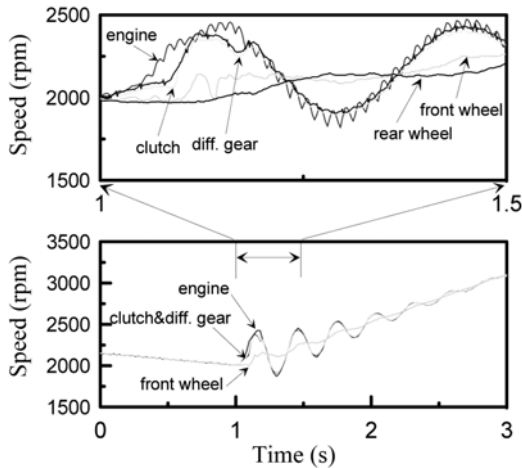 2500
engine
2000
clutch
diff. gear
front wheel
rear wheel
1500
Speed (rpm)
1
1.5
3500
3000
engine
2500
clutch&diff. gear
2000
front wheel
1500
Speed (rpm)
0
1
2
3
Time (s)